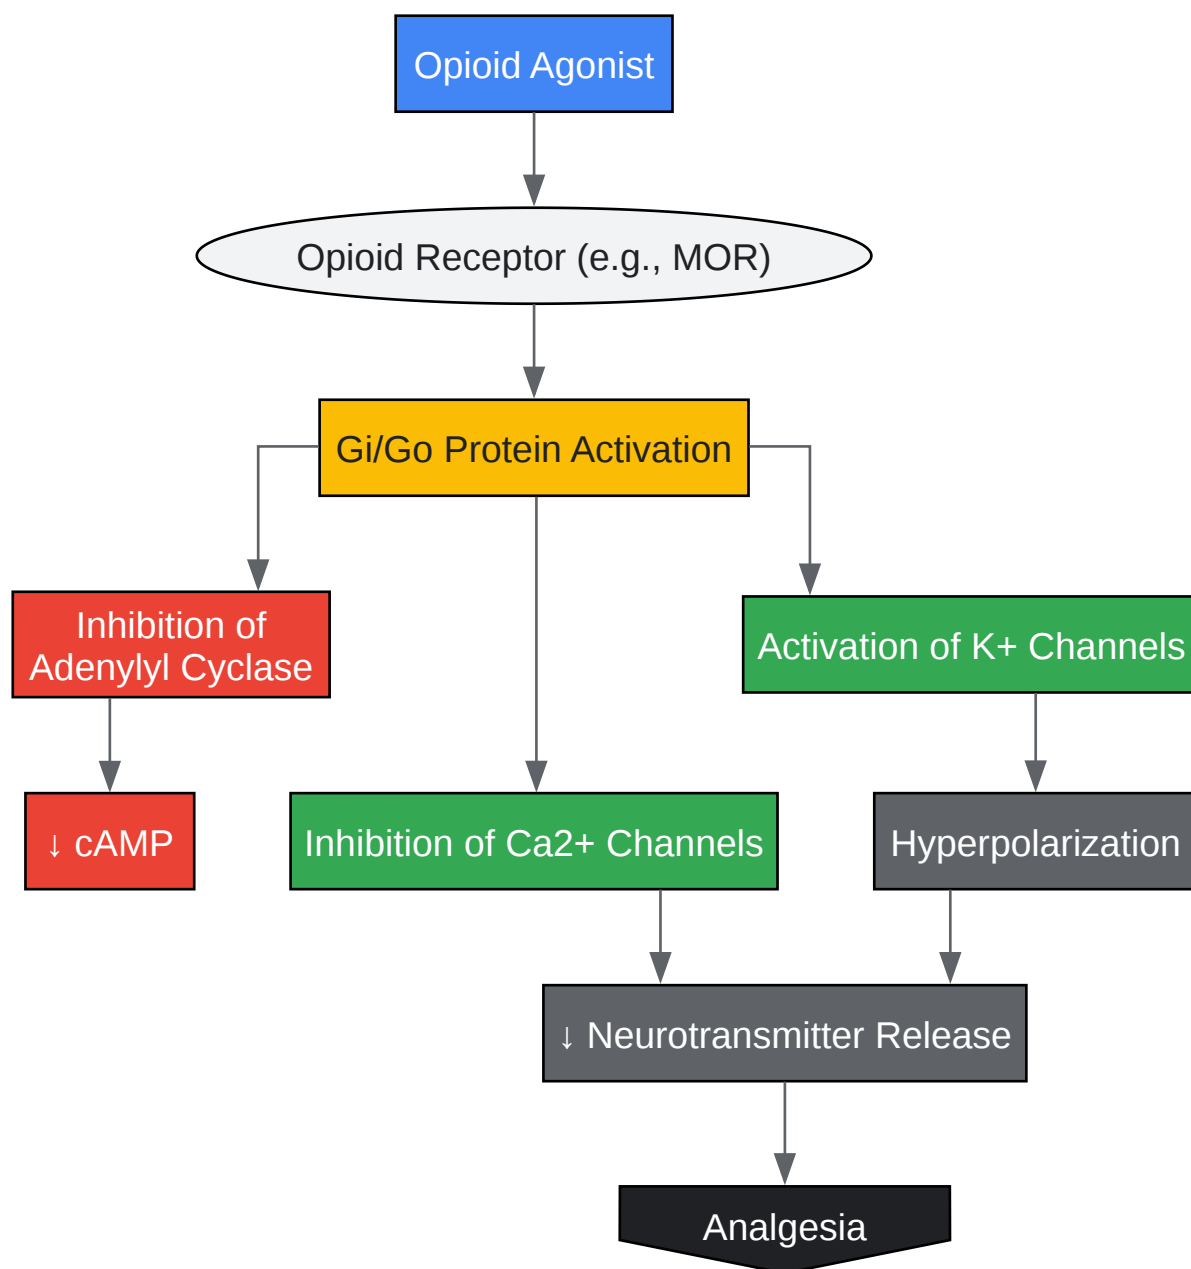 Opioid Agonist
Opioid Receptor (e.g., MOR)
Gi/Go Protein Activation
Inhibition of
Adenylyl Cyclase
Activation of K+ Channels
↓ cAMP
Inhibition of Ca2+ Channels
Hyperpolarization
↓ Neurotransmitter Release
Analgesia